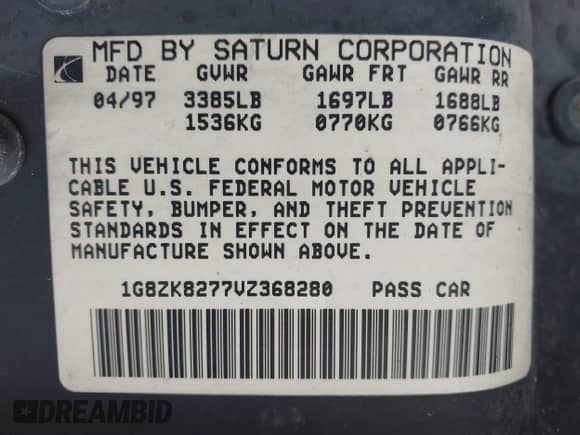 MFD BY SATURN CORPORATION
DATE GVWR GAWR FRT GAWR RR
04/97 3385LB 1697LB 1688LB
1536KG 0770KG 0766KG
THIS VEHICLE CONFORMS TO ALL APPLI-
CABLE U.S. FEDERAL MOTOR VEHICLE
SAFETY, BUMPER, AND THEFT PREVENTION
STANDARDS IN EFFECT ON THE DATE OF
MANUFACTURE SHOWN ABOVE.
1G8ZK8277VZ368280 PASS CAR
DREAMBID